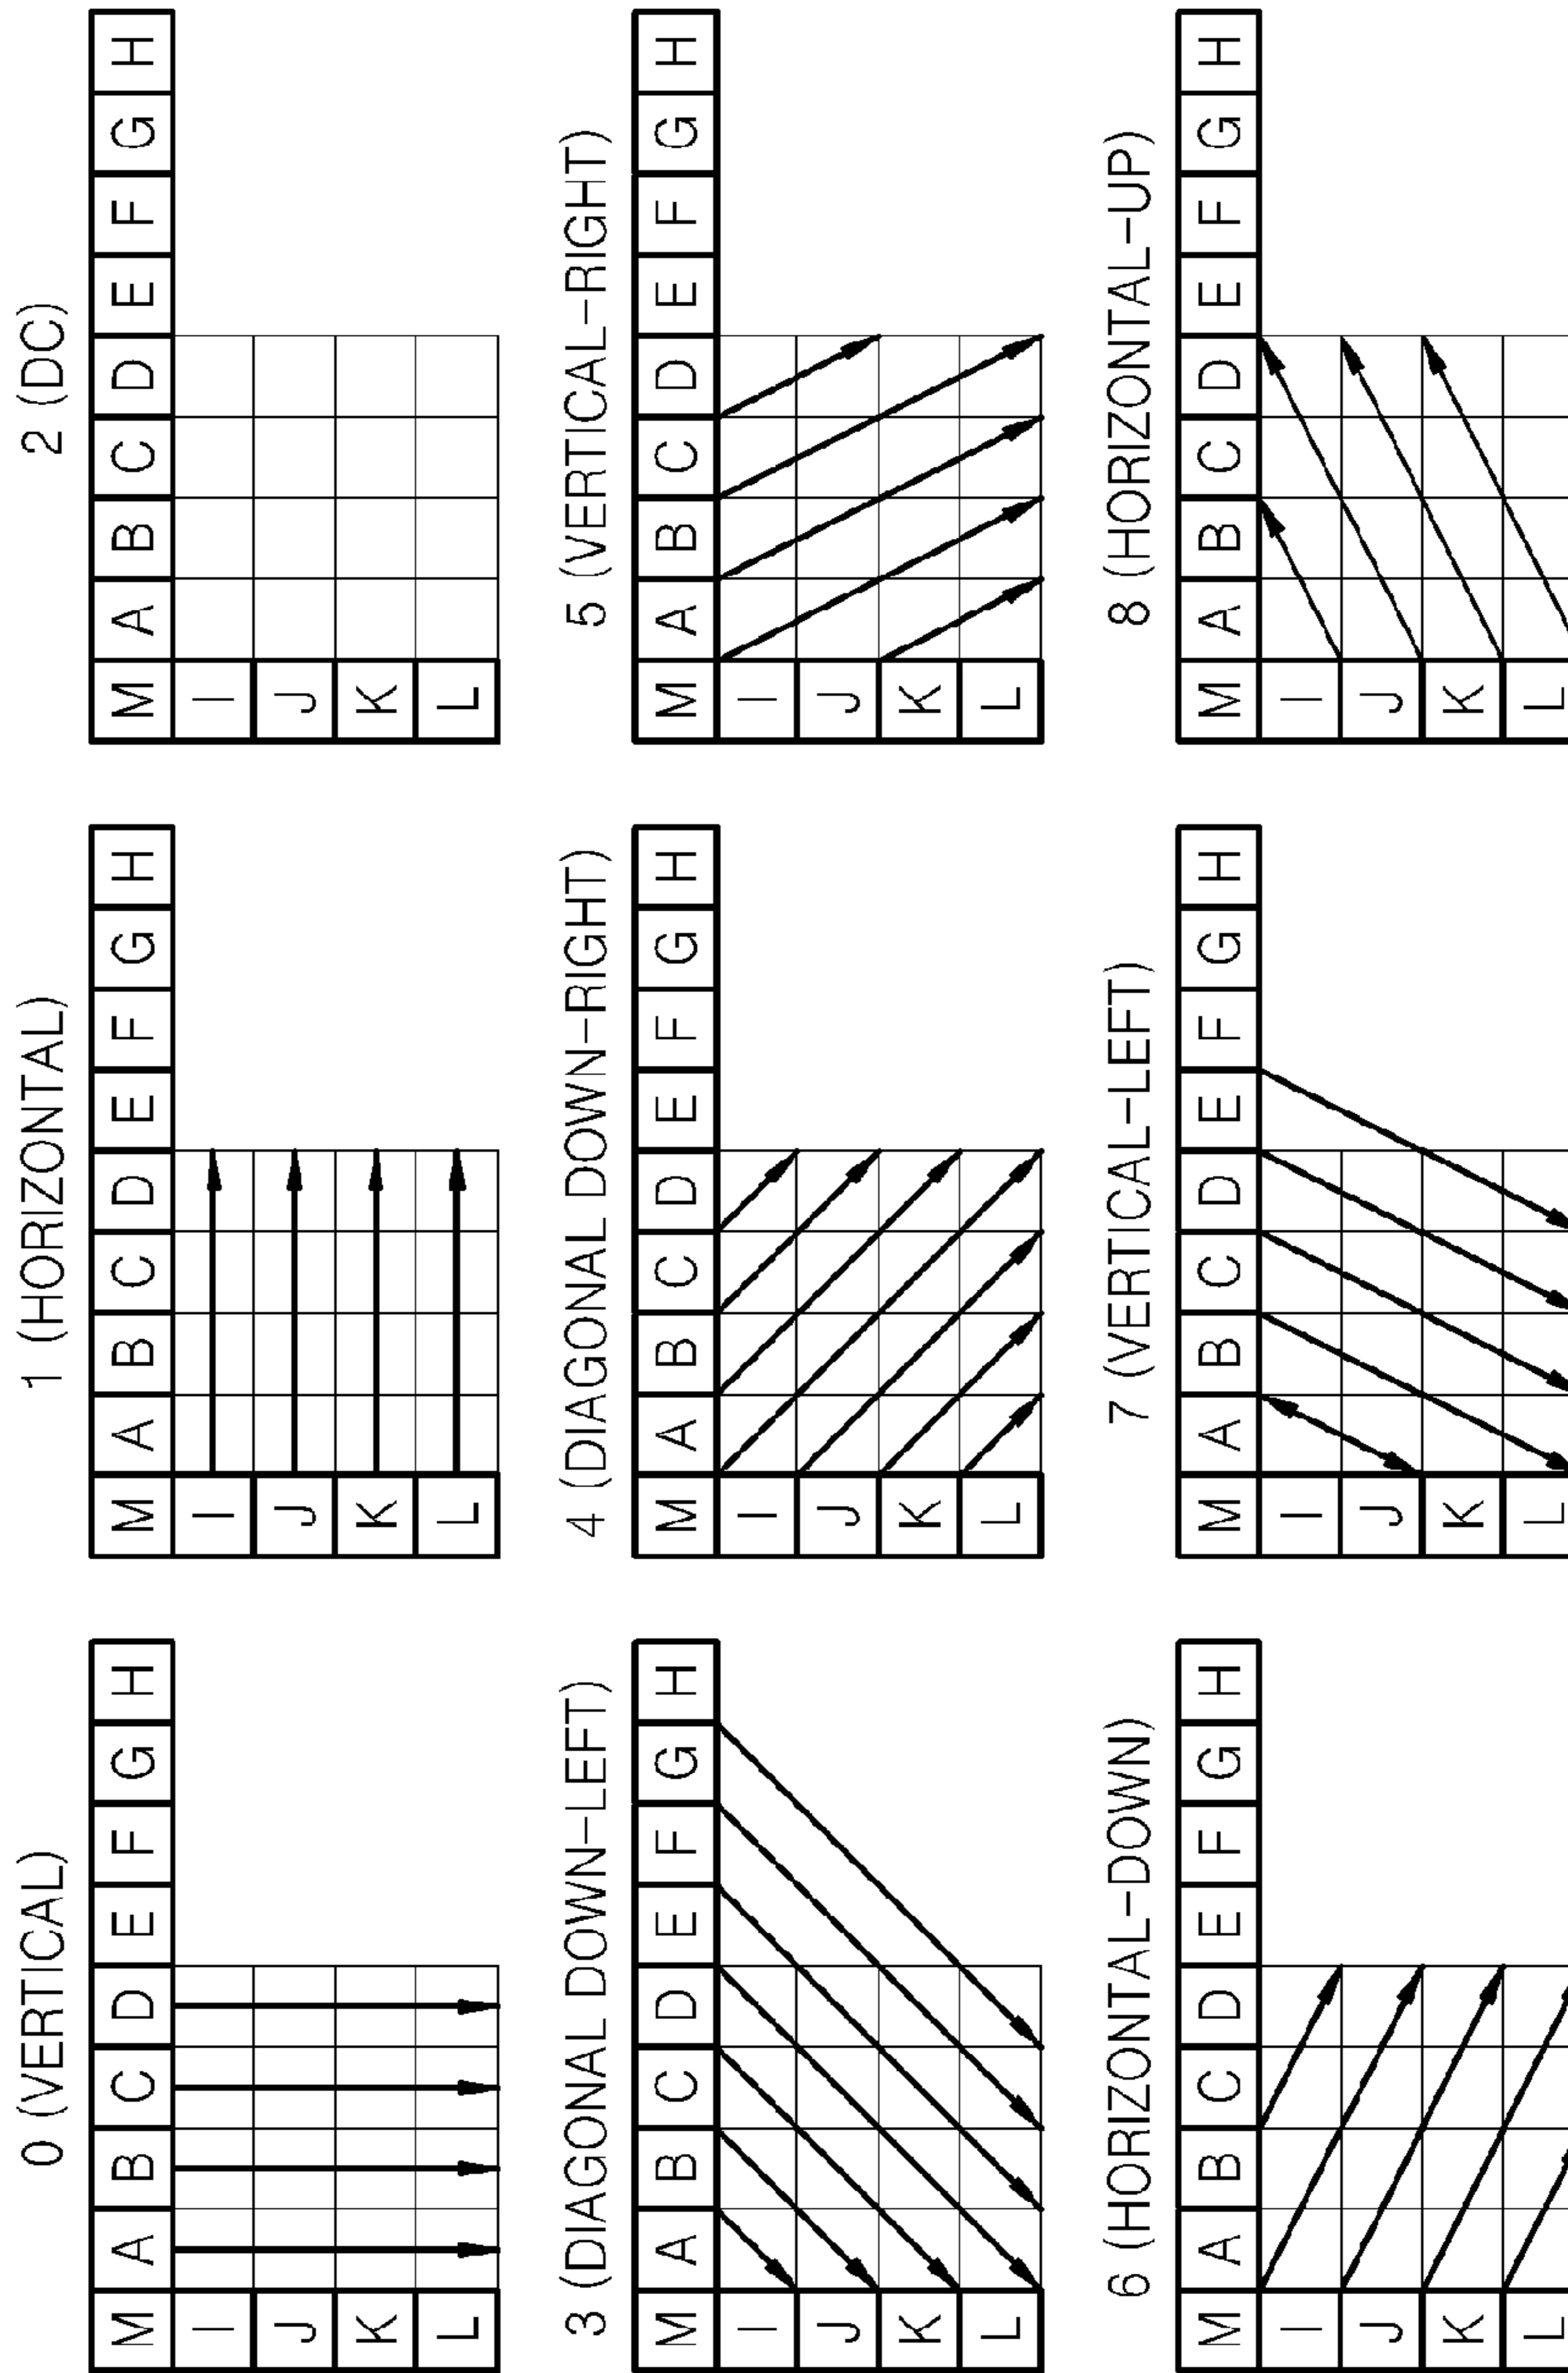 0 (VERTICAL)
M A B C D E F G H
I
J
K
L
1 (HORIZONTAL)
M A B C D E F G H
I
J
K
L
2 (DC)
M A B C D E F G H
I
J
K
L
3 (DIAGONAL DOWN-LEFT)
M A B C D E F G H
I
J
K
L
4 (DIAGONAL DOWN-RIGHT)
M A B C D E F G H
I
J
K
L
5 (VERTICAL-RIGHT)
M A B C D E F G H
I
J
K
L
6 (HORIZONTAL-DOWN)
M A B C D E F G H
I
J
K
L
7 (VERTICAL-LEFT)
M A B C D E F G H
I
J
K
L
8 (HORIZONTAL-UP)
M A B C D E F G H
I
J
K
L